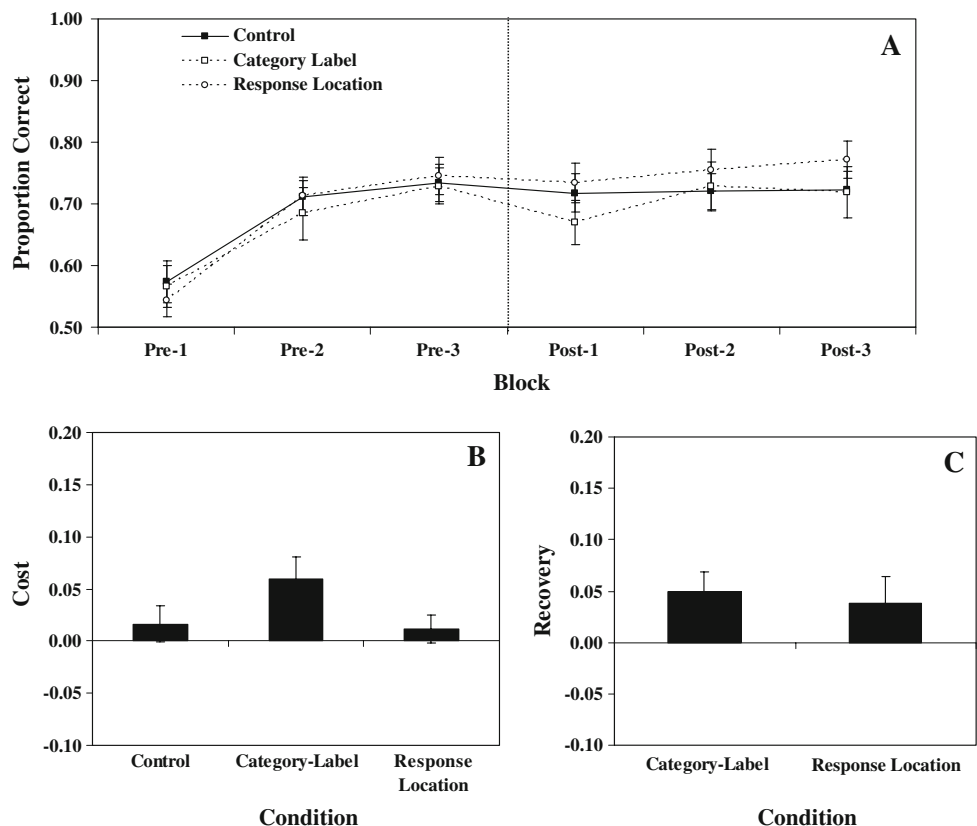 1.00
0.90
0.80
0.70
0.60
0.50
Proportion Correct
Control
Category Label
Response Location
A
Pre-1 Pre-2 Pre-3 Post-1 Post-2 Post-3
Block
0.20
0.15
0.10
0.05
0.00
-0.05
-0.10
Cost
B
Control Category-Label Response
Location
Condition
0.20
0.15
0.10
0.05
0.00
-0.05
-0.10
Recovery
C
Category-Label Response Location
Condition